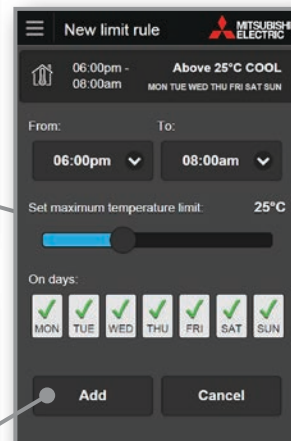 New limit rule
MITSUBISHI
ELECTRIC
06:00pm - Above 25°C COOL
08:00am MON TUE WED THU FRI SAT SUN
From: To:
06:00pm 08:00am
Set maximum temperature limit: 25°C
On days:
MON TUE WED THU FRI SAT SUN
Add Cancel